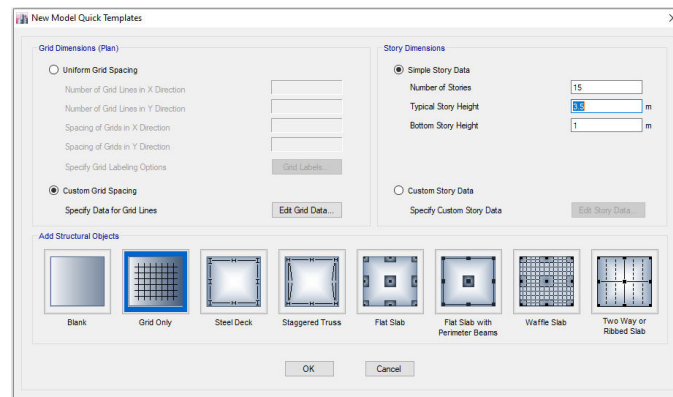 New Model Quick Templates
Grid Dimensions (Plan)
Uniform Grid Spacing
Number of Grid Lines in X Direction
Number of Grid Lines in Y Direction
Spacing of Grids in X Direction
Spacing of Grids in Y Direction
Specify Grid Labeling Options
Grid Labels...
Custom Grid Spacing
Specify Data for Grid Lines
Edit Grid Data...
Story Dimensions
Simple Story Data
Number of Stories
15
Typical Story Height
3.5
m
Bottom Story Height
1
m
Custom Story Data
Specify Custom Story Data
Edit Story Data...
Add Structural Objects
Blank
Grid Only
Steel Deck
Staggered Truss
Flat Slab
Flat Slab with
Perimeter Beams
Waffle Slab
Two Way or
Ribbed Slab
OK
Cancel